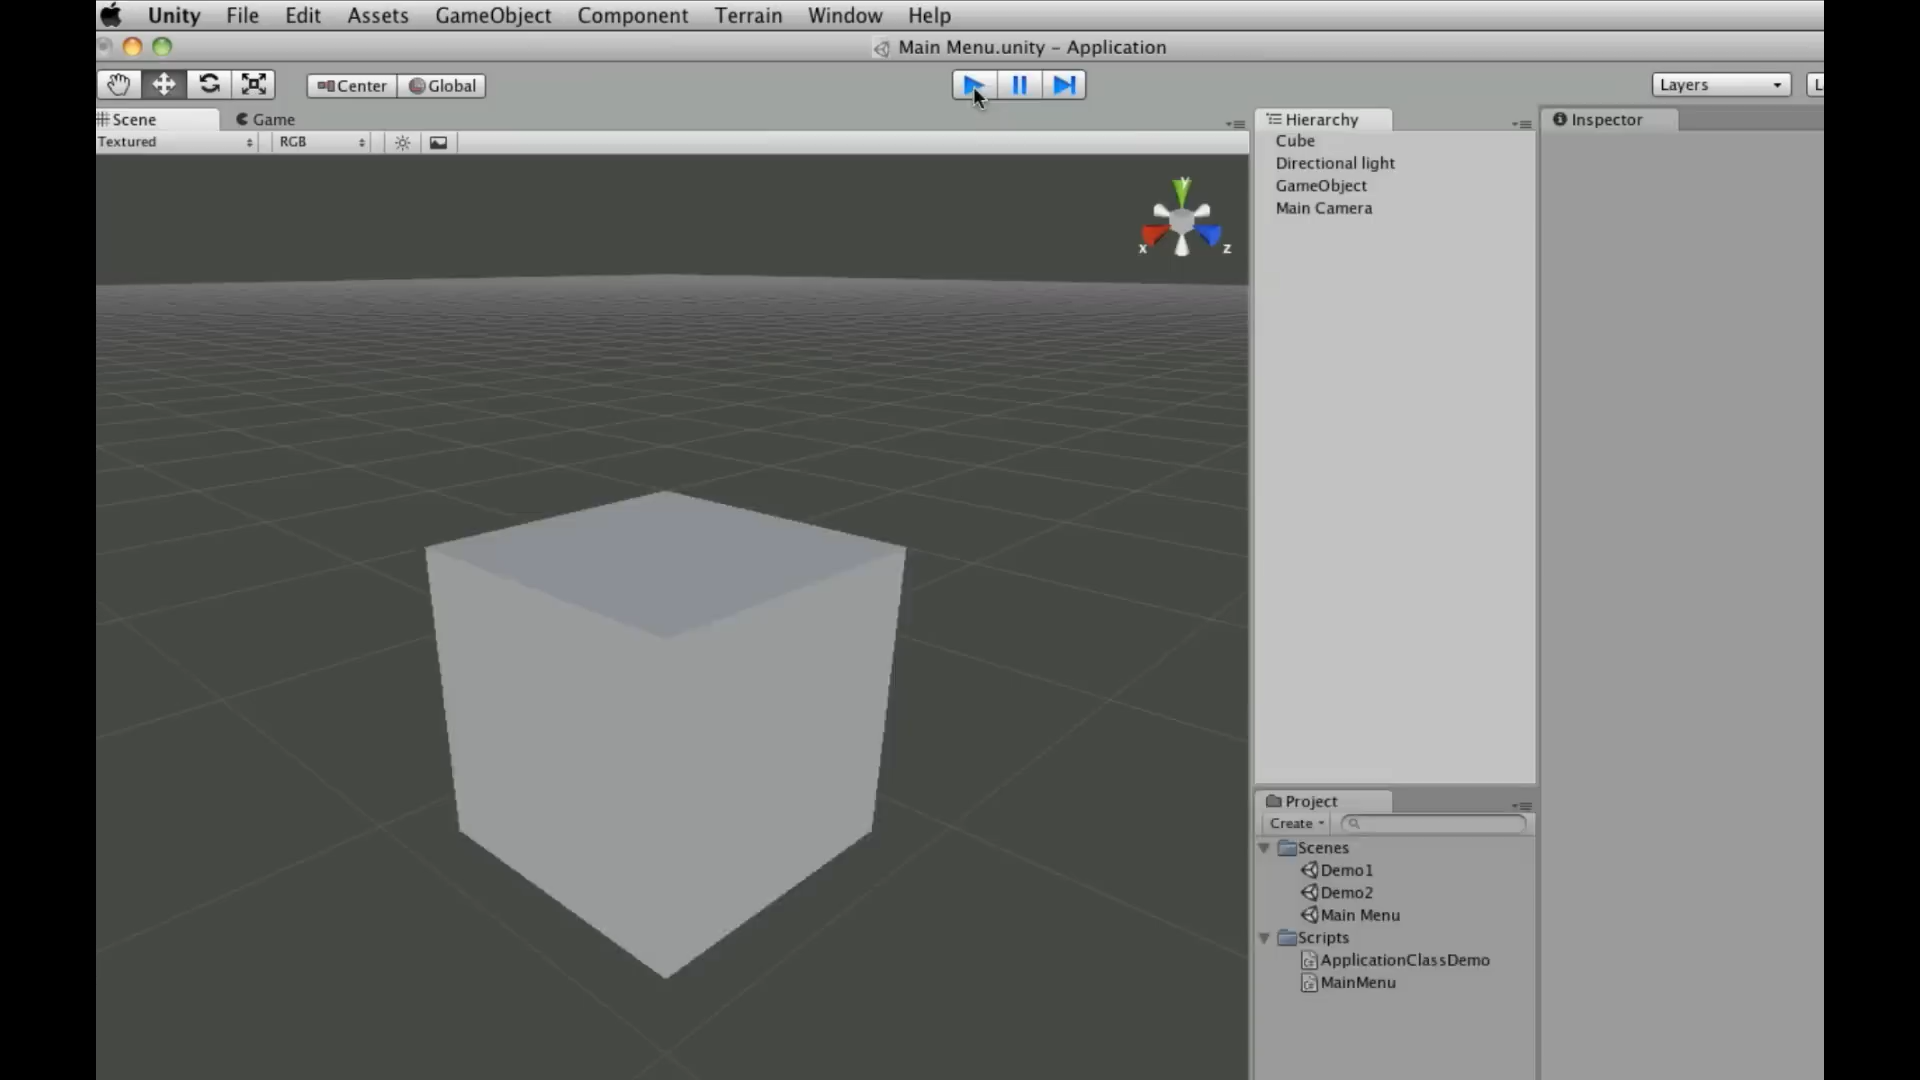 Unity File Edit Assets GameObject Component Terrain Window Help
Main Menu.unity – Application
Center Global
Layers
Scene
Game
Hierarchy
Inspector
Textured
RGB
y
x
z
Cube
Directional light
GameObject
Main Camera
Project
Create
Scenes
Demo1
Demo2
Main Menu
Scripts
ApplicationClassDemo
MainMenu